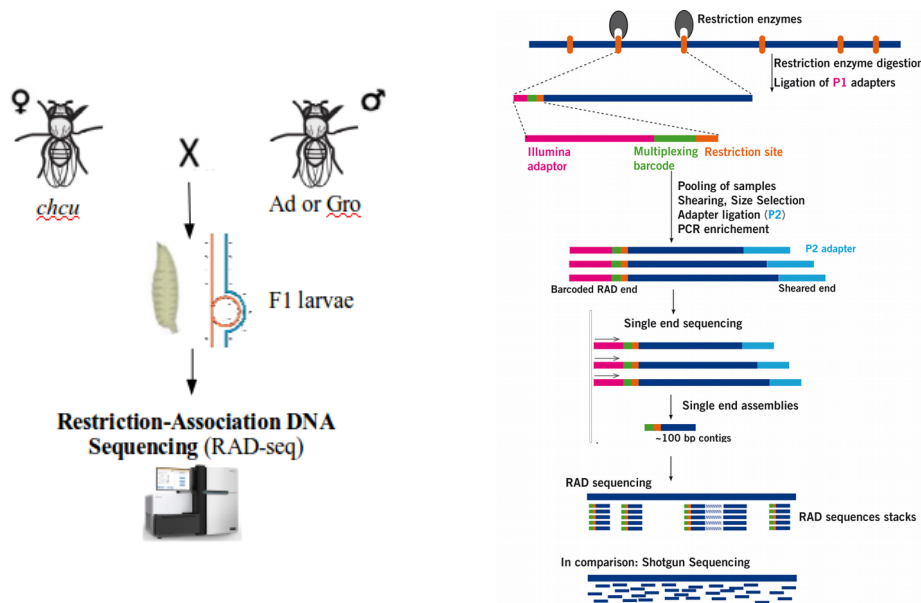 ♀
♂
X
chcu
Ad or Gro
F1 larvae
Restriction-Association DNA
Sequencing (RAD-seq)
Restriction enzymes
Restriction enzyme digestion
Ligation of P1 adapters
Illumina
adaptor
Multiplexing
barcode
Restriction site
Pooling of samples
Shearing, Size Selection
Adapter ligation (P2)
PCR enrichement
P2 adapter
Barcoded RAD end
Sheared end
Single end sequencing
Single end assemblies
~100 bp contigs
RAD sequencing
RAD sequences stacks
In comparison: Shotgun Sequencing